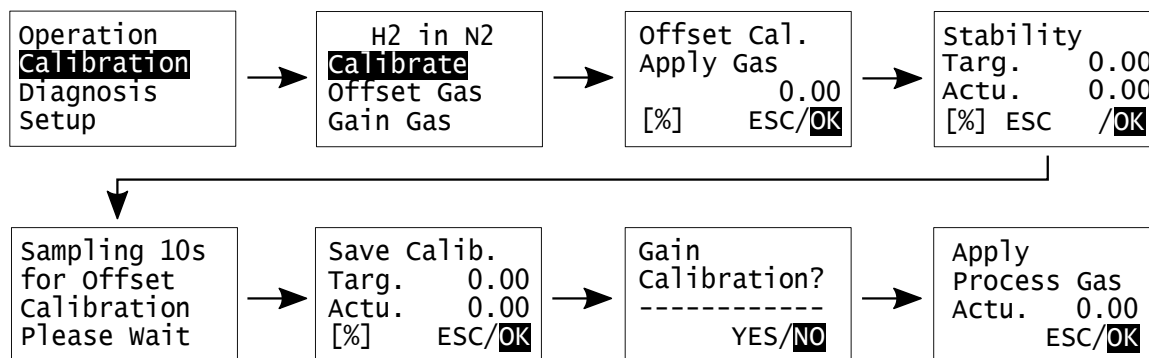 Operation
Calibration
Diagnosis
Setup
H2 in N2
Calibrate
Offset Gas
Gain Gas
Offset Cal.
Apply Gas
0.00
[%] ESC/OK
Stability
Targ. 0.00
Actu. 0.00
[%] ESC /OK
Sampling 10s
for Offset
Calibration
Please Wait
Save Calib.
Targ. 0.00
Actu. 0.00
[%] ESC/OK
Gain
Calibration?
------------
YES/NO
Apply
Process Gas
Actu. 0.00
ESC/OK